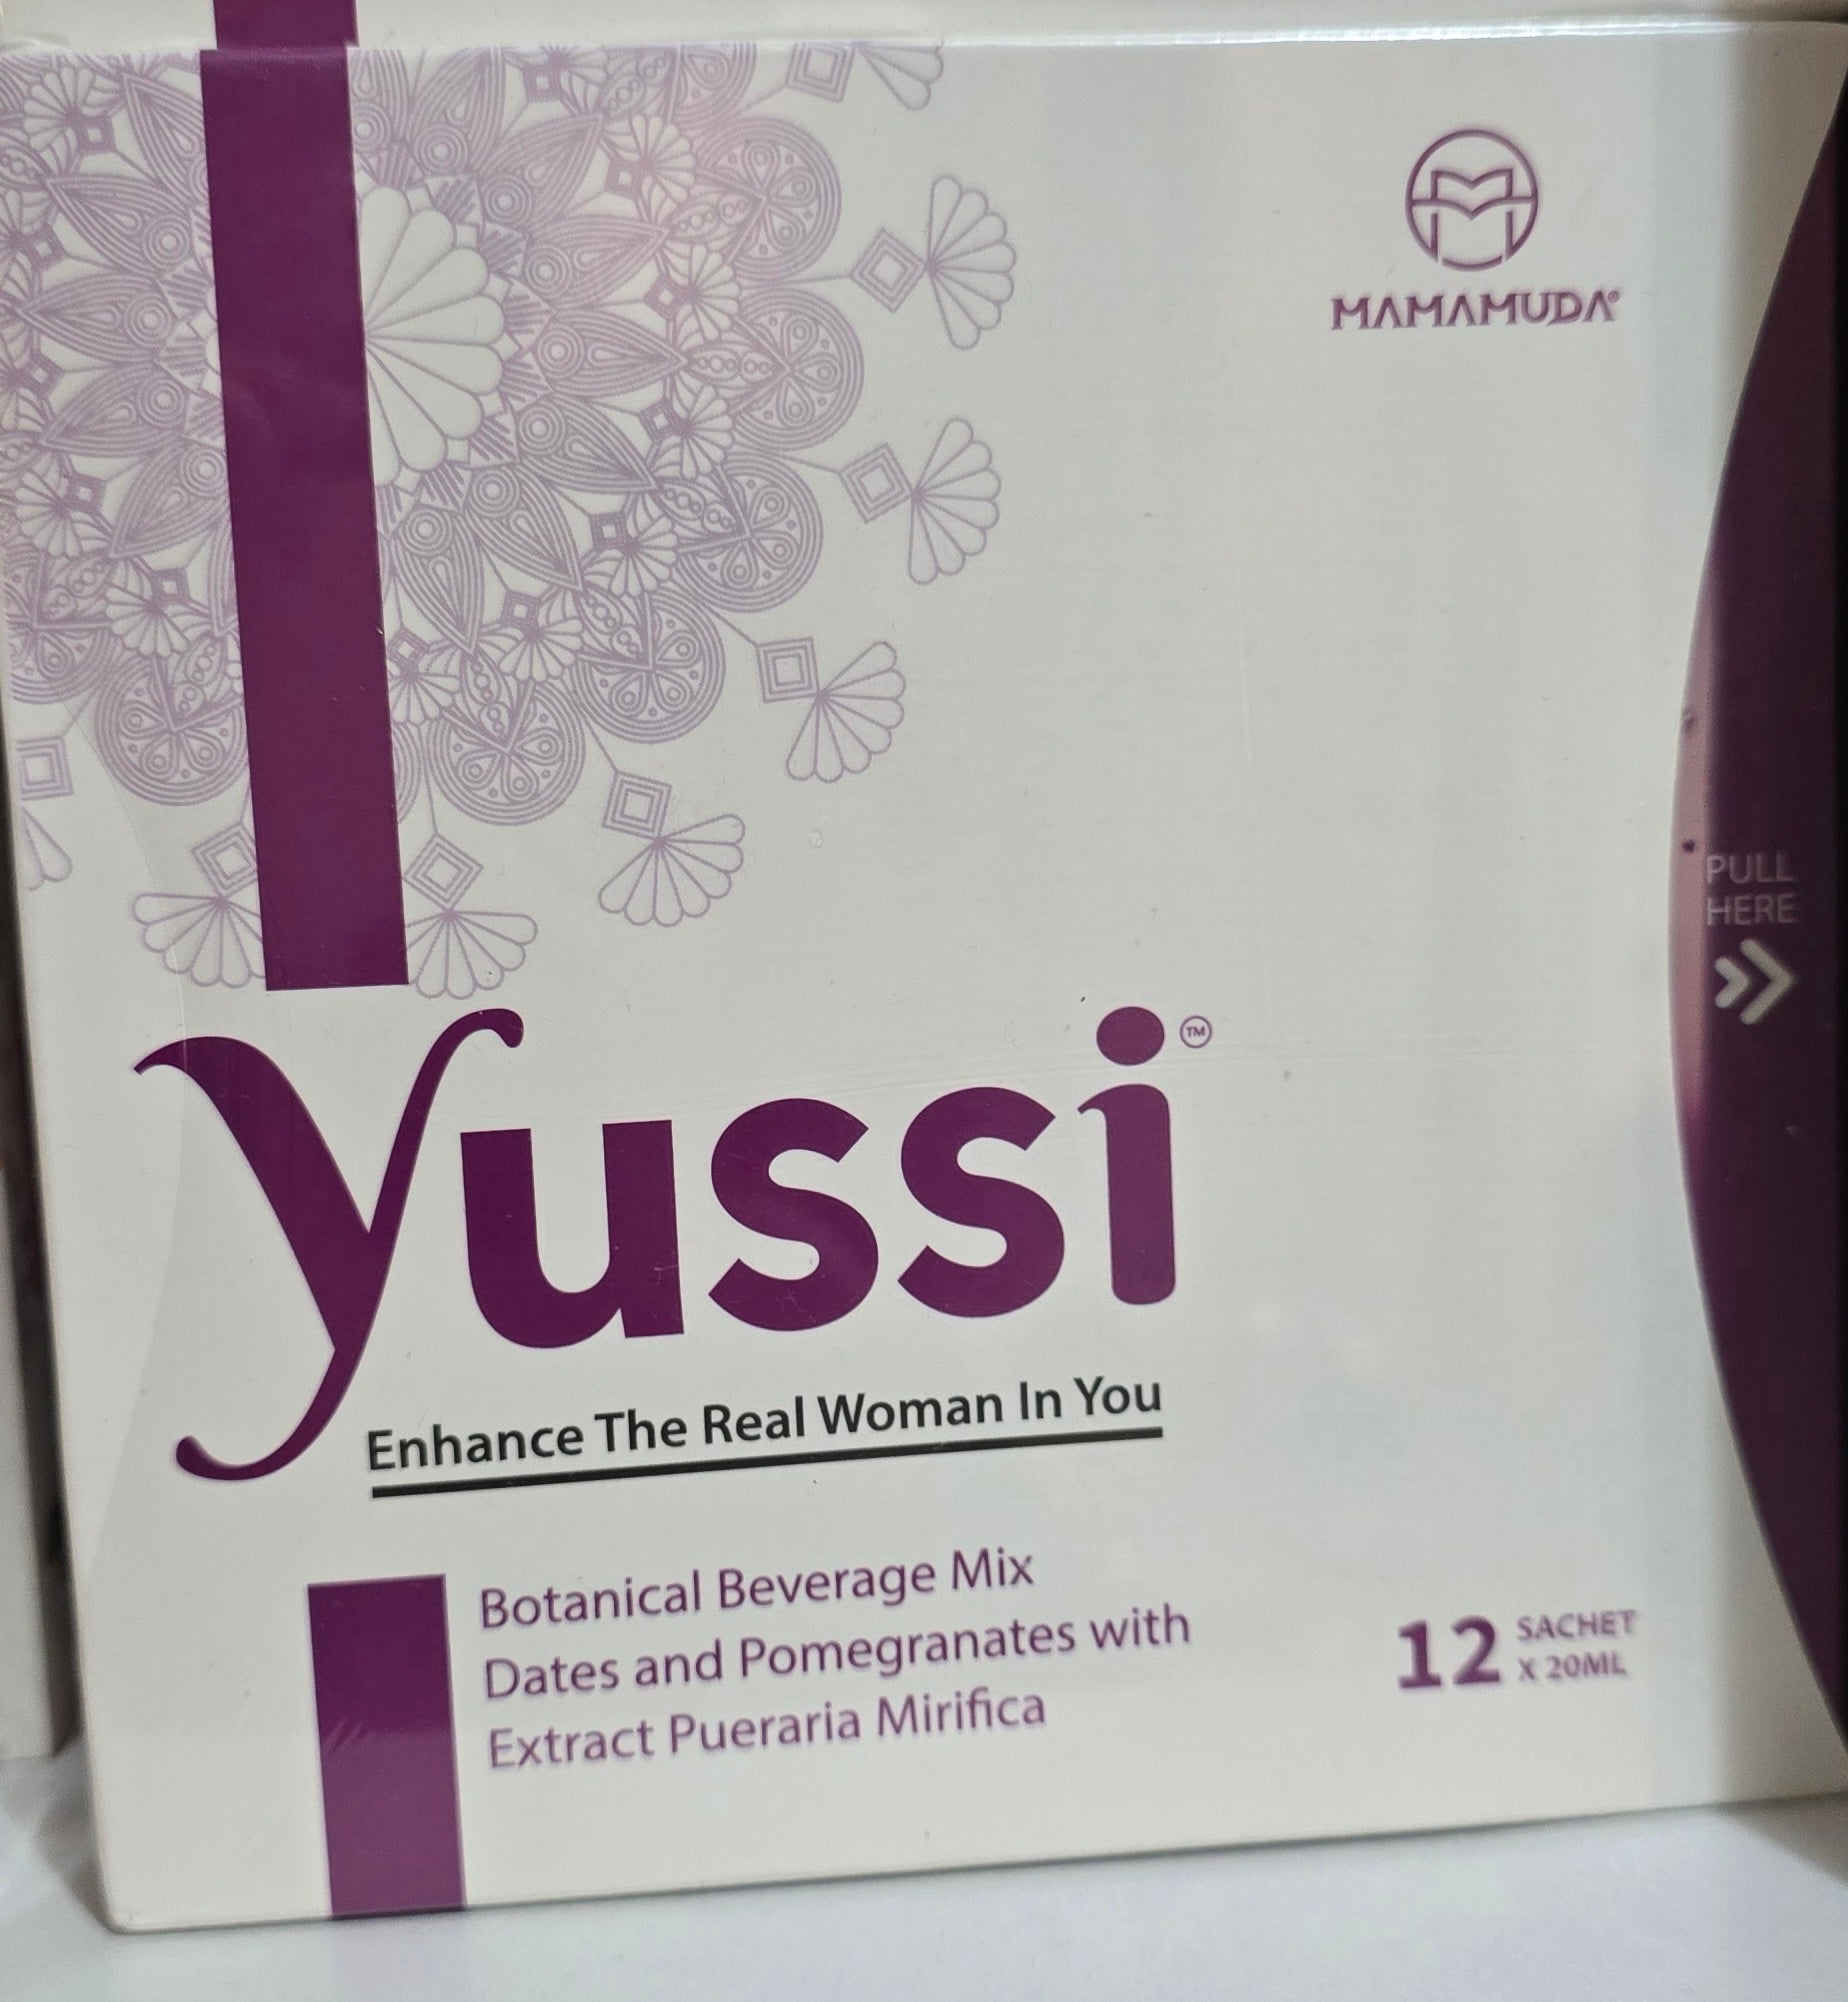 MAMAMUDA®
PULL
HERE
yussi™
Enhance The Real Woman In You
Botanical Beverage Mix
Dates and Pomegranates with
Extract Pueraria Mirifica
12 SACHET
X 20ML